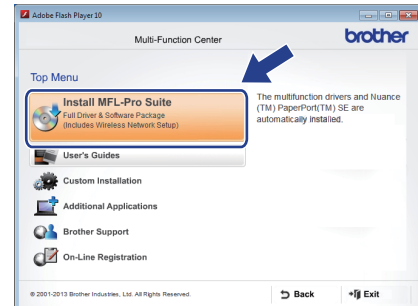 Adobe Flash Player 10
Multi-Function Center
brother
Top Menu
Install MFL-Pro Suite
Full Driver & Software Package
(Includes Wireless Network Setup)
The multifunction drivers and Nuance
(TM) PaperPort(TM) SE are
automatically installed.
User's Guides
Custom Installation
Additional Applications
Brother Support
On-Line Registration
© 2001-2013 Brother Industries, Ltd. All Rights Reserved.
Back
Exit